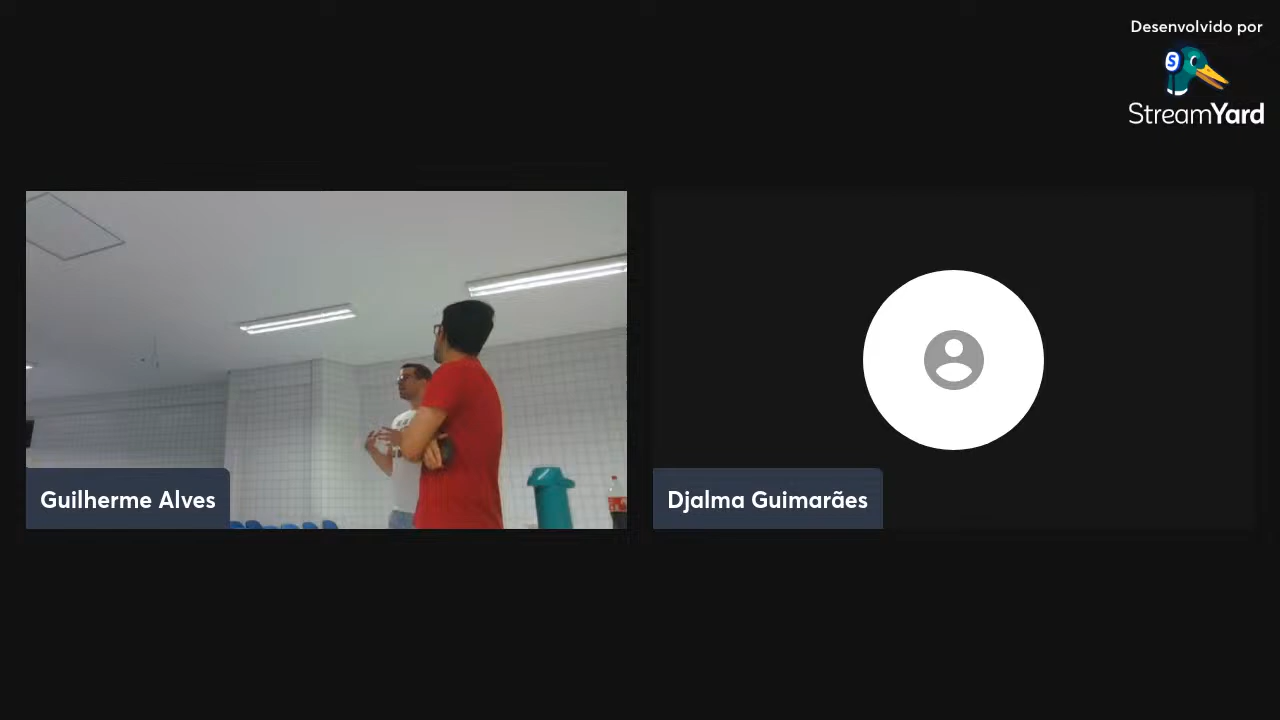 Desenvolvido por
S
StreamYard
Guilherme Alves
Djalma Guimarães